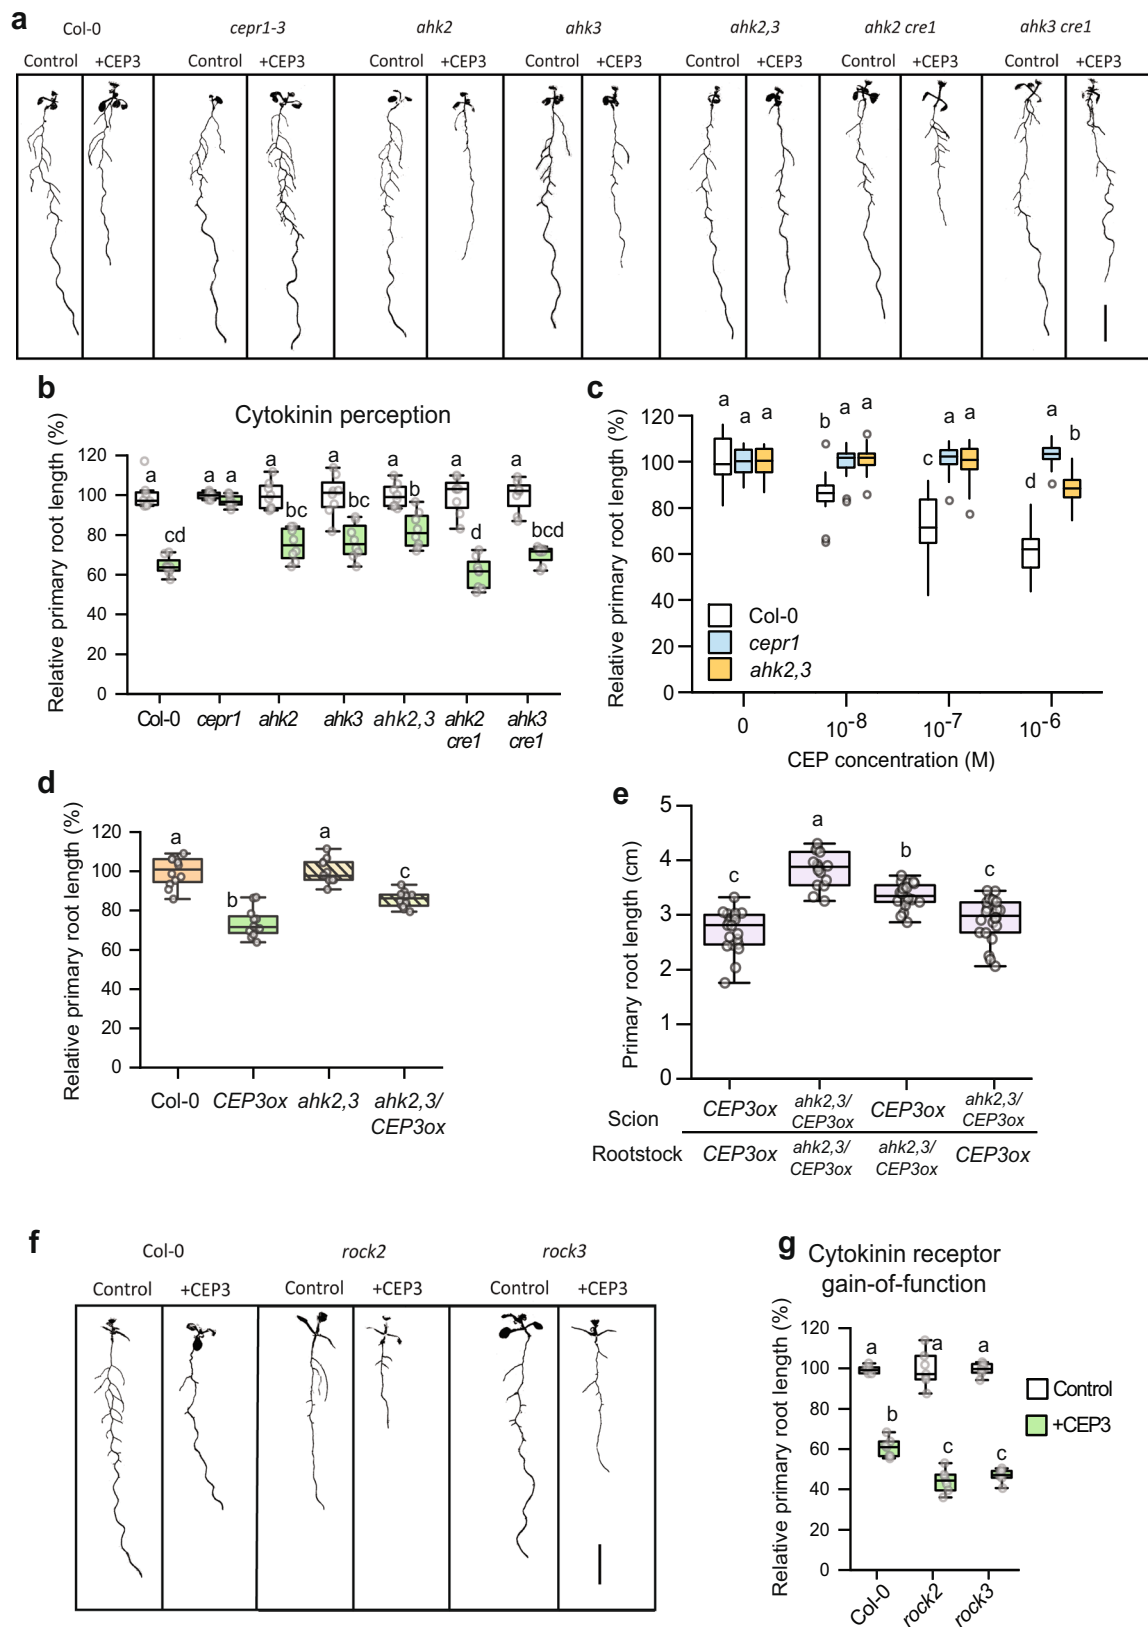 a
Col-0 cepr1-3 ahk2 ahk3 ahk2,3 ahk2 cre1 ahk3 cre1
Control +CEP3 Control +CEP3 Control +CEP3 Control +CEP3 Control +CEP3 Control +CEP3 Control +CEP3
b
Cytokinin perception
Relative primary root length (%)
120
100
80
60
40
20
0
a a a a a a a a
cd bc bc b d bcd
Col-0 cepr1 ahk2 ahk3 ahk2,3 ahk2 cre1 ahk3 cre1
c
Relative primary root length (%)
120
100
80
60
40
20
0
a a a b a a c a a d a b
Col-0
cepr1
ahk2,3
0 10-8 10-7 10-6
CEP concentration (M)
d
Relative primary root length (%)
120
100
80
60
40
20
0
a b a c
Col-0 CEP3ox ahk2,3 ahk2,3/ CEP3ox
e
Primary root length (cm)
5
4
3
2
1
0
c a b c
Scion CEP3ox ahk2,3/ CEP3ox CEP3ox ahk2,3/ CEP3ox
Rootstock CEP3ox ahk2,3/ CEP3ox ahk2,3/ CEP3ox CEP3ox
f
Col-0 rock2 rock3
Control +CEP3 Control +CEP3 Control +CEP3
g
Cytokinin receptor
gain-of-function
Relative primary root length (%)
120
100
80
60
40
20
0
a a a
b c c
Control
+CEP3
Col-0 rock2 rock3